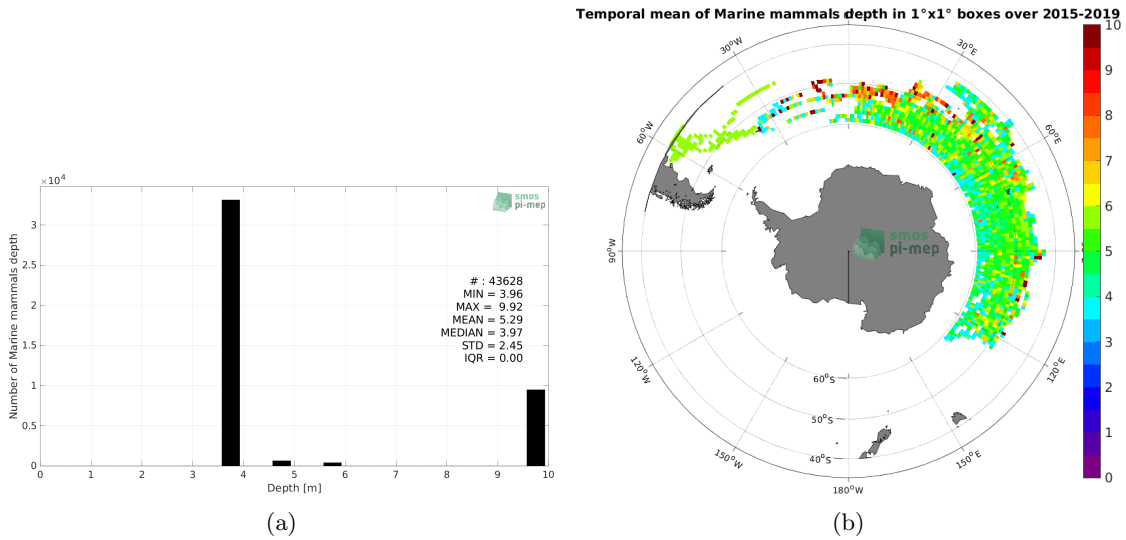 Temporal mean of Marine mammals depth in 1°x1° boxes over 2015-2019
×10⁴
3
2.5
2
1.5
1
0.5
0
Number of Marine mammals depth
0 1 2 3 4 5 6 7 8 9 10
Depth [m]
smos
pi-mep
# : 43628
MIN = 3.96
MAX = 9.92
MEAN = 5.29
MEDIAN = 3.97
STD = 2.45
IQR = 0.00
(a)
30°W
30°E
60°W
60°E
90°W
120°W
120°E
150°W
150°E
180°W
60°S
50°S
40°S
smos
pi-mep
10
9
8
7
6
5
4
3
2
1
0
(b)